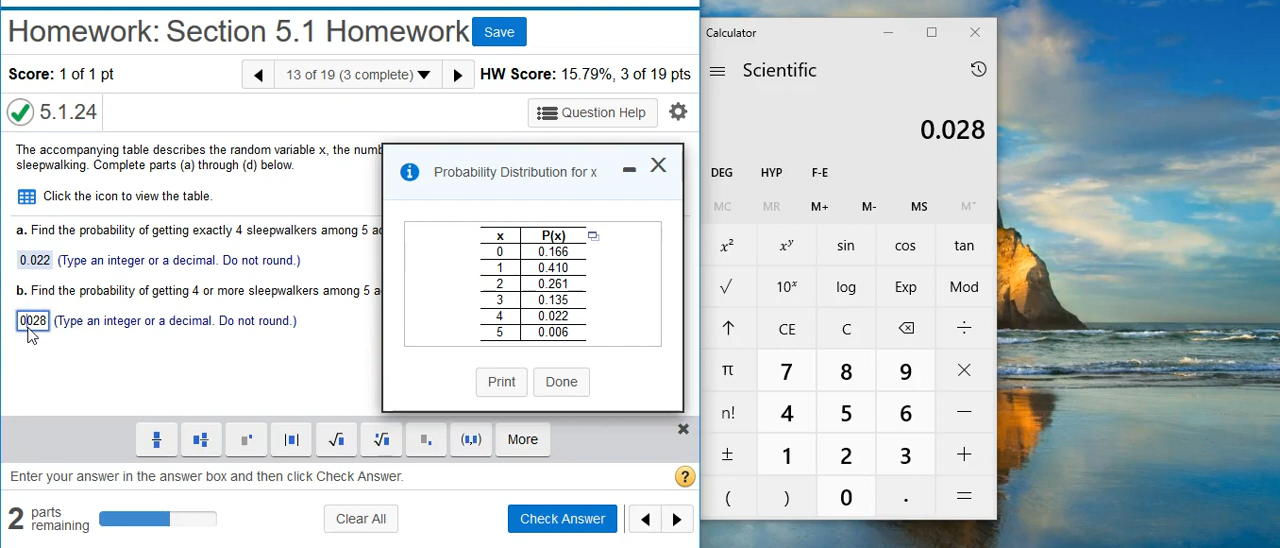 Homework: Section 5.1 Homework
Save
Score: 1 of 1 pt
13 of 19 (3 complete)
HW Score: 15.79%, 3 of 19 pts
5.1.24
Question Help
The accompanying table describes the random variable x, the numb
sleepwalking. Complete parts (a) through (d) below.
Click the icon to view the table.
a. Find the probability of getting exactly 4 sleepwalkers among 5 ad
0.022 (Type an integer or a decimal. Do not round.)
b. Find the probability of getting 4 or more sleepwalkers among 5 a
0028 (Type an integer or a decimal. Do not round.)
Probability Distribution for x
x P(x)
0 0.166
1 0.410
2 0.261
3 0.135
4 0.022
5 0.006
Print
Done
More
Enter your answer in the answer box and then click Check Answer.
?
2 parts remaining
Clear All
Check Answer
Calculator
Scientific
0.028
DEG HYP F-E
MC MR M+ M- MS M˅
x² xʸ sin cos tan
√ 10ˣ log Exp Mod
↑ CE C ÷
π 7 8 9 ×
n! 4 5 6 −
± 1 2 3 +
( ) 0 . =